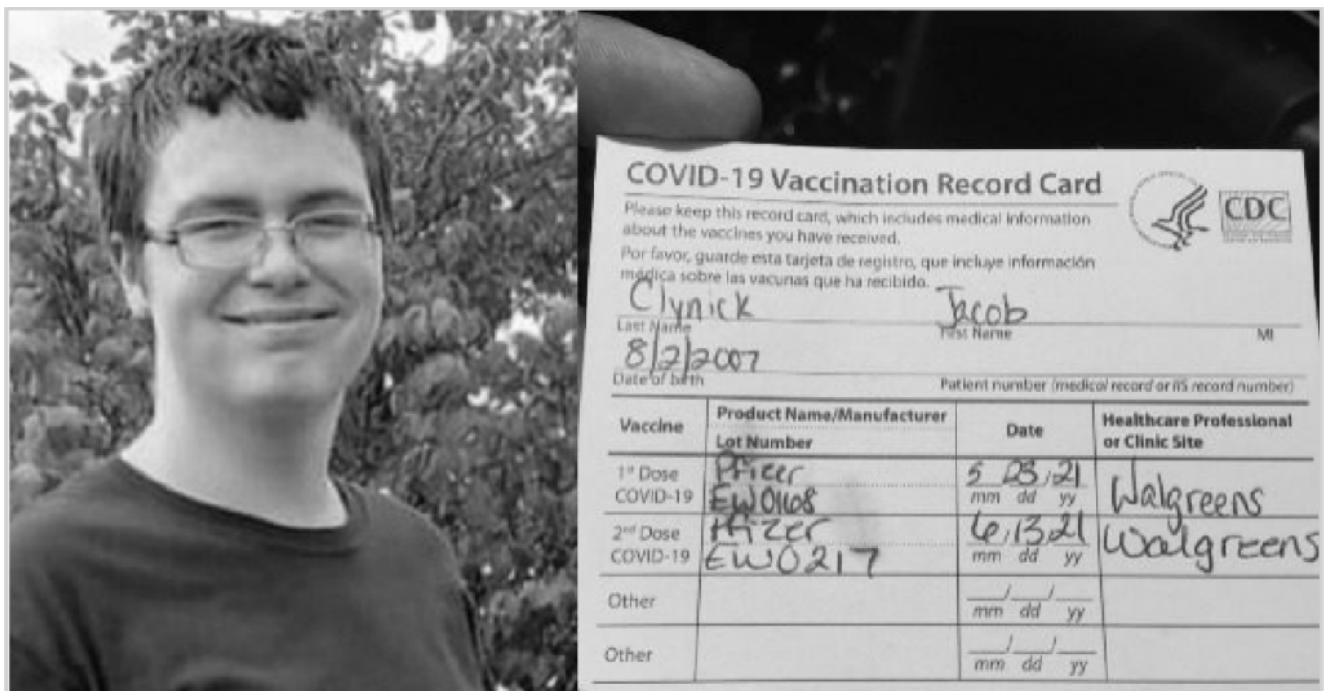 COVID-19 Vaccination Record Card
CDC
Please keep this record card, which includes medical information
about the vaccines you have received.
Por favor, guarde esta tarjeta de registro, que incluye información
médica sobre las vacunas que ha recibido.
Clynick Jacob
Last Name First Name MI
8/2/2007
Date of birth Patient number (medical record or IIS record number)
Vaccine Product Name/Manufacturer Date Healthcare Professional
Lot Number or Clinic Site
1st Dose Pfizer 5 23 21 Walgreens
COVID-19 EW0168 mm dd yy
2nd Dose Pfizer 6 13 21 Walgreens
COVID-19 EW0217 mm dd yy
Other
mm dd yy
Other
mm dd yy